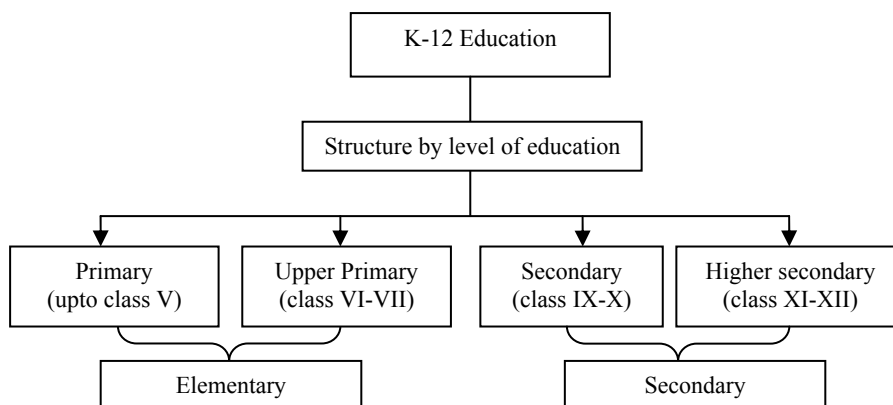 K-12 Education
Structure by level of education
Primary
(upto class V)
Upper Primary
(class VI-VII)
Secondary
(class IX-X)
Higher secondary
(class XI-XII)
Elementary
Secondary